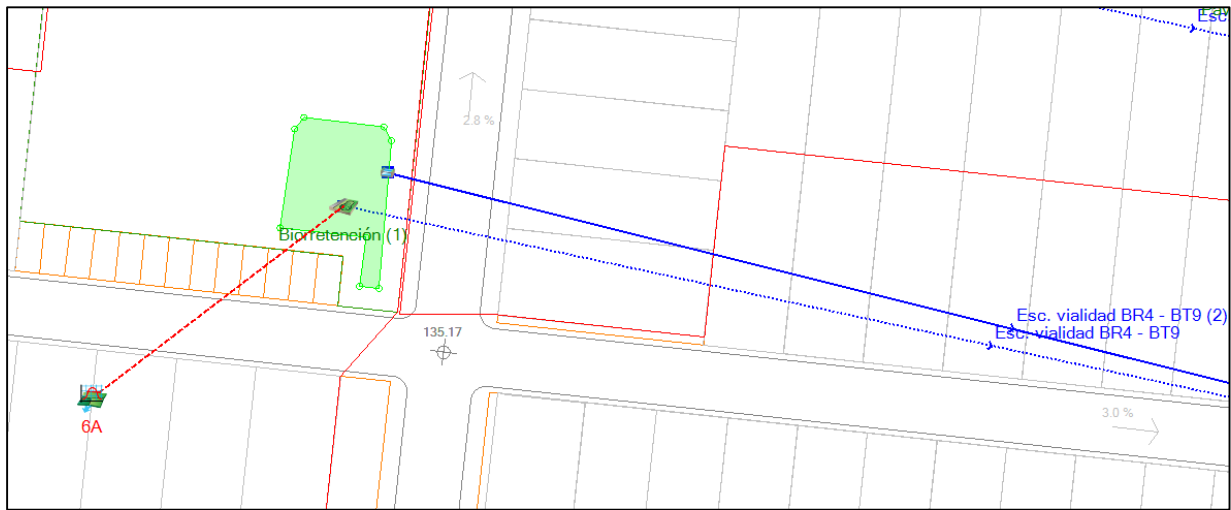 Esc.
2.8 %
Biorretención (1)
135.17
Esc. vialidad BR4 - BT9 (2)
Esc. vialidad BR4 - BT9
6A
3.0 %